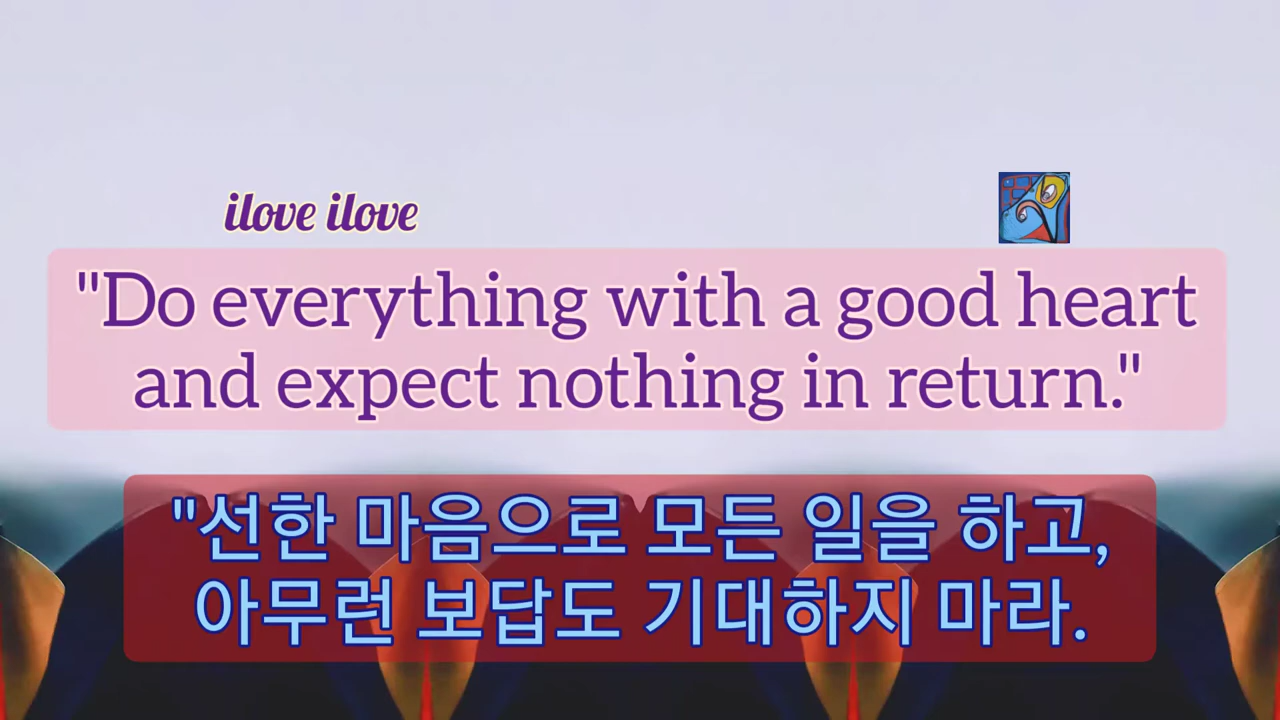 ilove ilove
"Do everything with a good heart
and expect nothing in return."
"선한 마음으로 모든 일을 하고,
아무런 보답도 기대하지 마라.